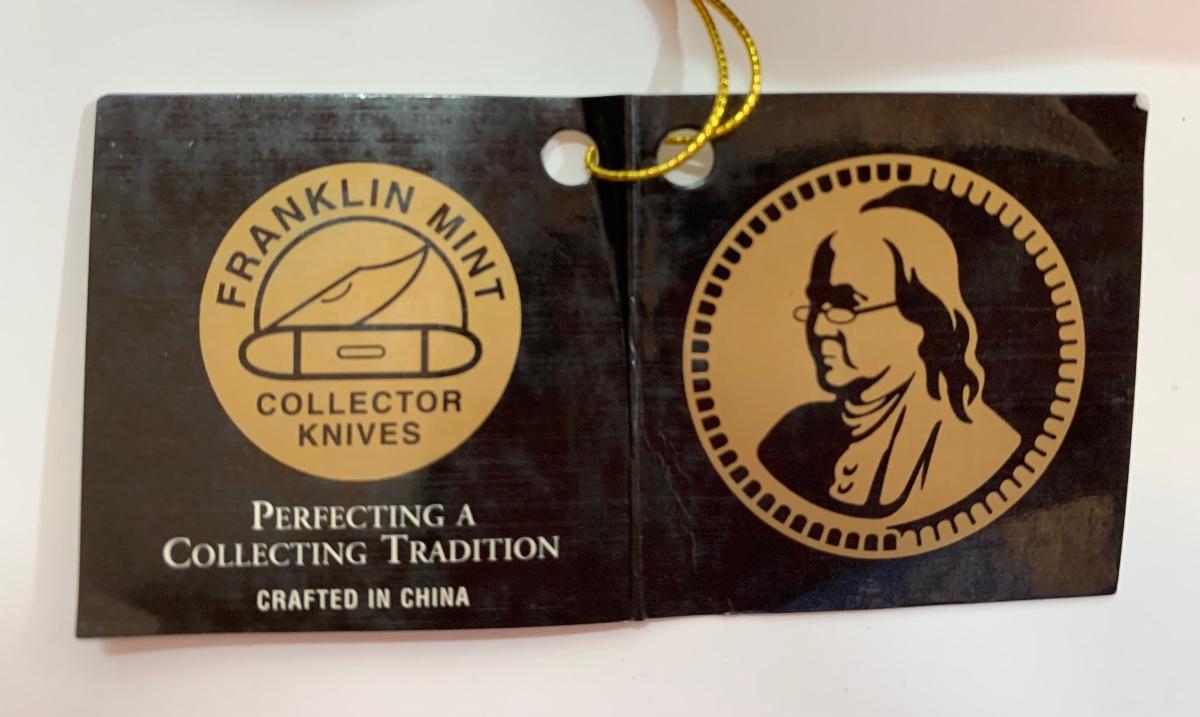 FRANKLIN MINT
COLLECTOR
KNIVES
PERFECTING A
COLLECTING TRADITION
CRAFTED IN CHINA